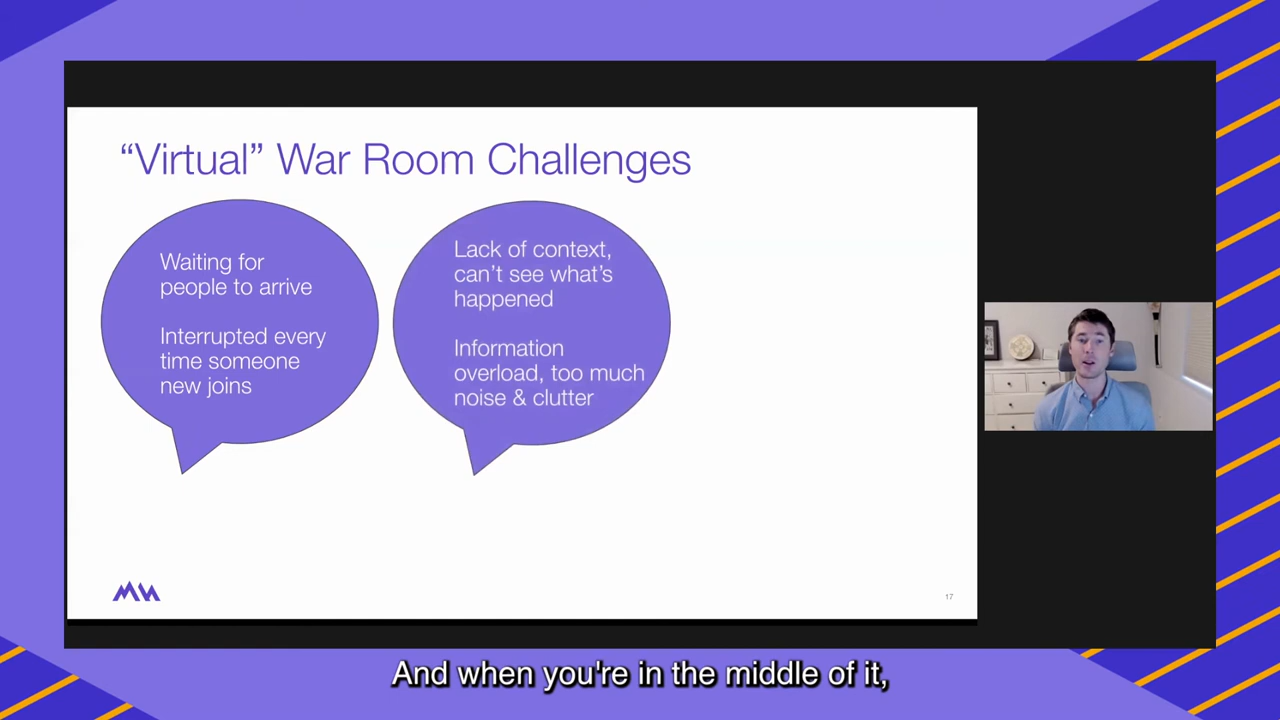 “Virtual” War Room Challenges
Waiting for
people to arrive
Interrupted every
time someone
new joins
Lack of context,
can’t see what’s
happened
Information
overload, too much
noise & clutter
17
And when you're in the middle of it,